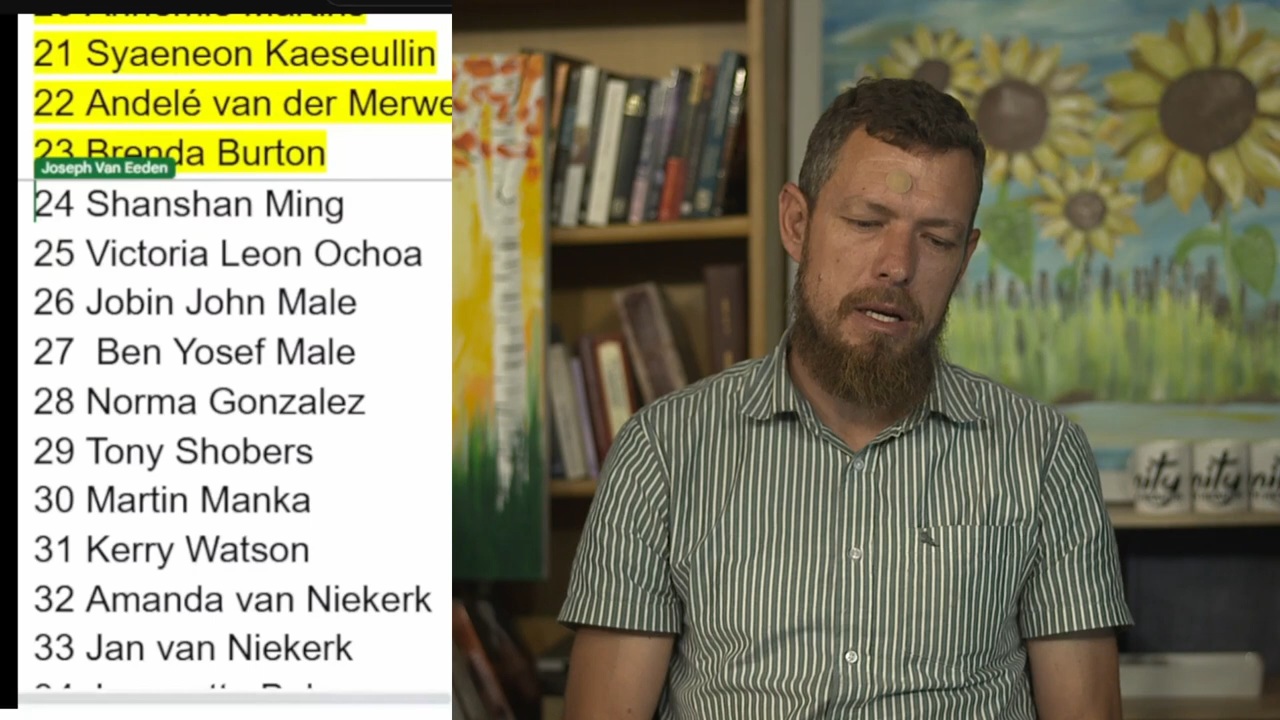 21 Syaeneon Kaeseullin
22 Andelé van der Merwe
23 Brenda Burton
Joseph Van Eeden
24 Shanshan Ming
25 Victoria Leon Ochoa
26 Jobin John Male
27 Ben Yosef Male
28 Norma Gonzalez
29 Tony Shobers
30 Martin Manka
31 Kerry Watson
32 Amanda van Niekerk
33 Jan van Niekerk